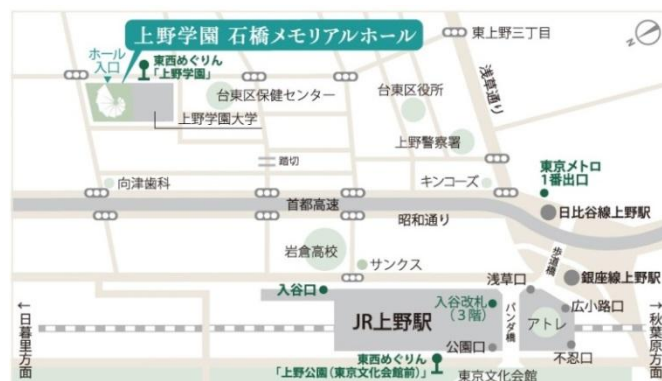 上野学園 石橋メモリアルホール
ホール
入口
東西めぐりん
「上野学園」
東上野三丁目
N
浅草通り
台東区保健センター
台東区役所
上野学園大学
上野警察署
踏切
東京メトロ
1番出口
向津歯科
キンコーズ
首都高速
日比谷線上野駅
昭和通り
岩倉高校
歩道橋
サンクス
銀座線上野駅
浅草口
入谷口
入谷改札
(3階)
広小路口
←日暮里方面
JR上野駅
パンダ橋
アトレ
→秋葉原方面
公園口
不忍口
東西めぐりん
「上野公園(東京文化会館前)」
東京文化会館